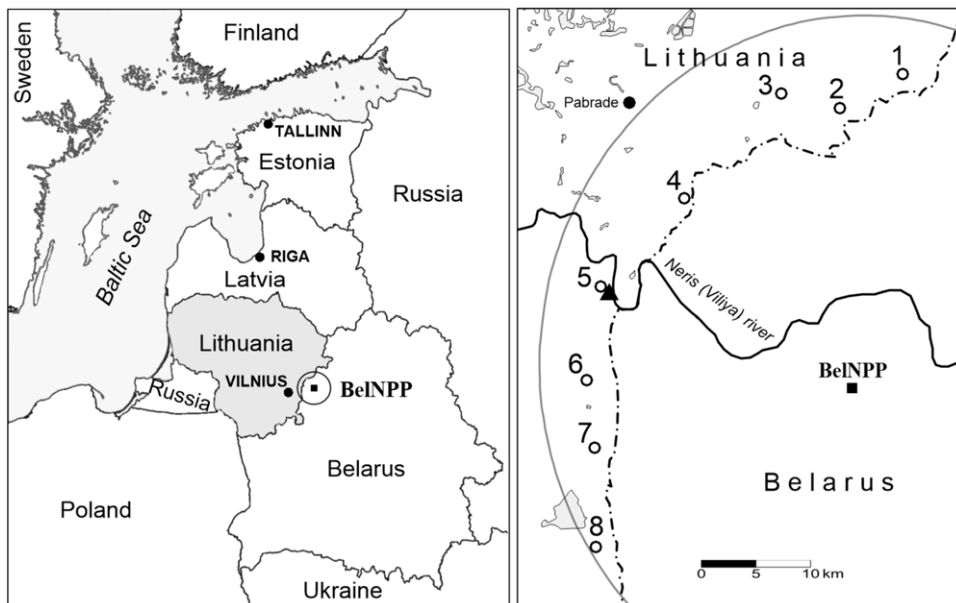 Sweden
Finland
TALLINN
Estonia
Russia
Baltic Sea
RIGA
Latvia
Lithuania
VILNIUS
BelNPP
Russia
Belarus
Poland
Ukraine
Lithuania
Pabrade
1
2
3
4
5
Neris (Viliya) river
6
BelNPP
7
Belarus
8
0 5 10 km